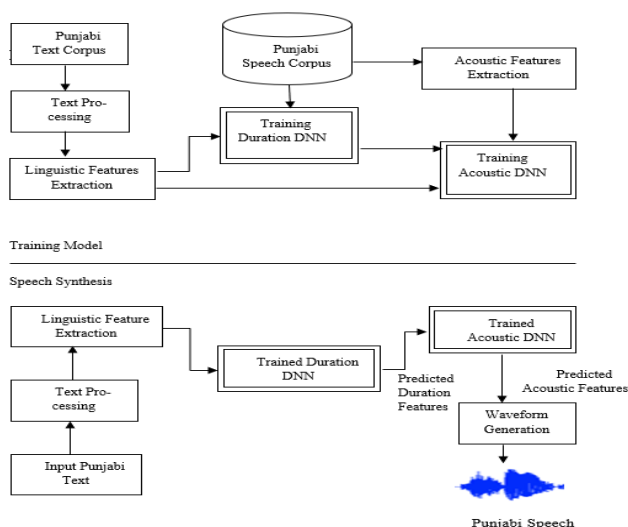 Punjabi
Text Corpus
Punjabi
Speech Corpus
Acoustic Features
Extraction
Text Pro-
cessing
Training
Duration DNN
Linguistic Features
Extraction
Training
Acoustic DNN
Training Model
Speech Synthesis
Linguistic Feature
Extraction
Trained
Acoustic DNN
Trained Duration
DNN
Predicted
Duration
Features
Predicted
Acoustic Features
Text Pro-
cessing
Waveform
Generation
Input Punjabi
Text
Punjabi Speech